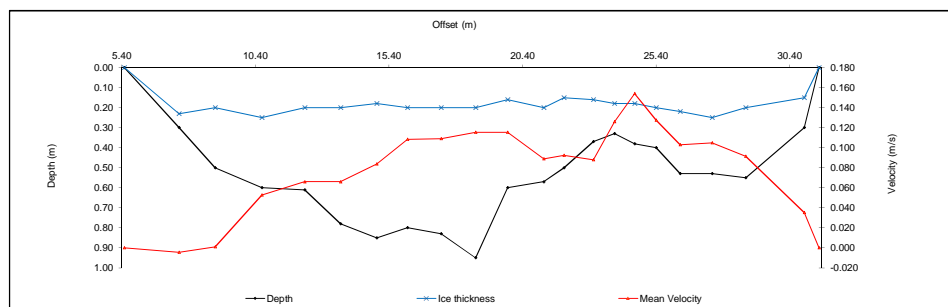 Offset (m)
5.40 10.40 15.40 20.40 25.40 30.40
0.00 0.180
0.10 0.160
0.20 0.140
0.30 0.120
0.40 0.100
0.50 0.080
0.60 0.060
0.70 0.040
0.80 0.020
0.90 0.000
1.00 -0.020
Depth (m)
Velocity (m/s)
Depth Ice thickness Mean Velocity